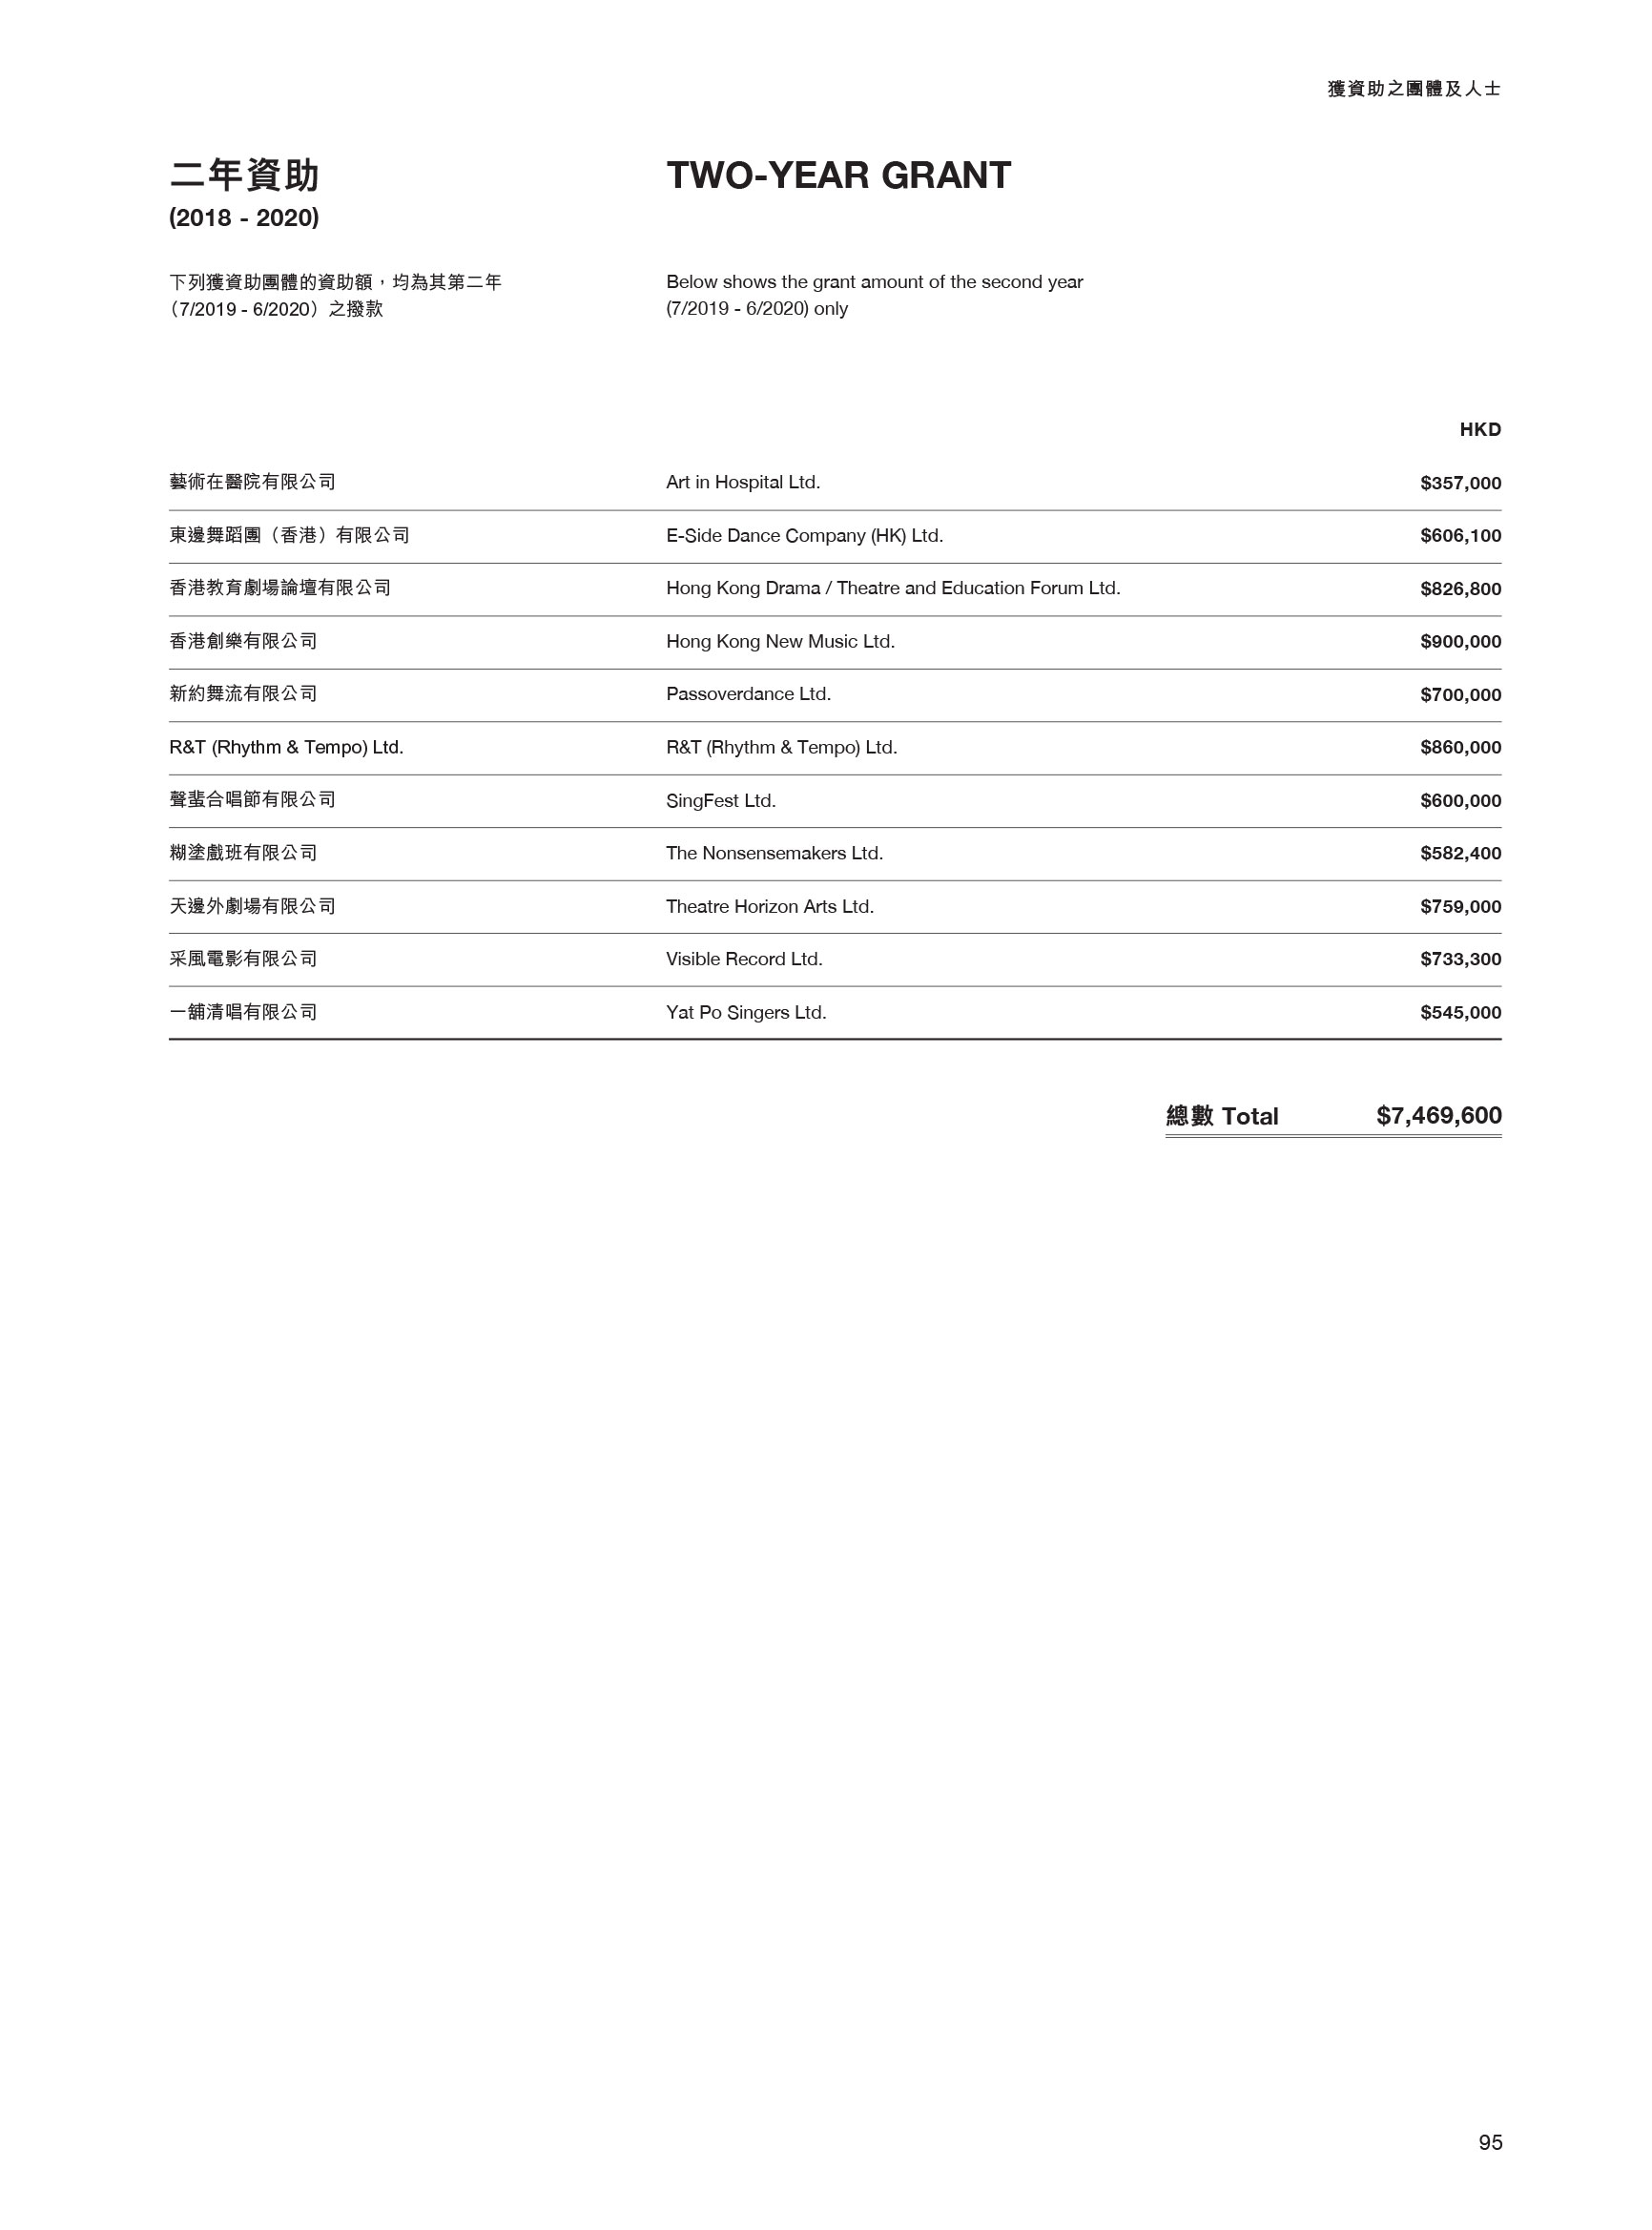 獲資助之團體及人士
二年資助 TWO-YEAR GRANT
(2018 - 2020)
下列獲資助團體的資助額，均為其第二年 Below shows the grant amount of the second year
（7/2019 - 6/2020）之撥款 (7/2019 - 6/2020) only
HKD
藝術在醫院有限公司 Art in Hospital Ltd. $357,000
東邊舞蹈團（香港）有限公司 E-Side Dance Company (HK) Ltd. $606,100
香港教育劇場論壇有限公司 Hong Kong Drama / Theatre and Education Forum Ltd. $826,800
香港創樂有限公司 Hong Kong New Music Ltd. $900,000
新約舞流有限公司 Passoverdance Ltd. $700,000
R&T (Rhythm & Tempo) Ltd. R&T (Rhythm & Tempo) Ltd. $860,000
聲蜚合唱節有限公司 SingFest Ltd. $600,000
糊塗戲班有限公司 The Nonsensemakers Ltd. $582,400
天邊外劇場有限公司 Theatre Horizon Arts Ltd. $759,000
采風電影有限公司 Visible Record Ltd. $733,300
一舖清唱有限公司 Yat Po Singers Ltd. $545,000
總數 Total $7,469,600
95